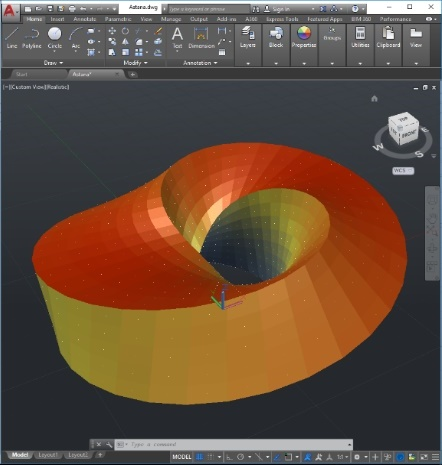 Astana.dwg
Type a keyword or phrase
Sign In
Home Insert Annotate Parametric View Manage Output Add-ins A360 Express Tools Featured Apps BIM 360 Performance
Line Polyline Circle Arc
Text Dimension
Layers Block Properties Groups Utilities Clipboard View
Draw Modify Annotation
Start Astana*
[−][Custom View][Realistic]
TOP
FRONT
W S
WCS
Type a command
Model Layout1 Layout2 +
MODEL